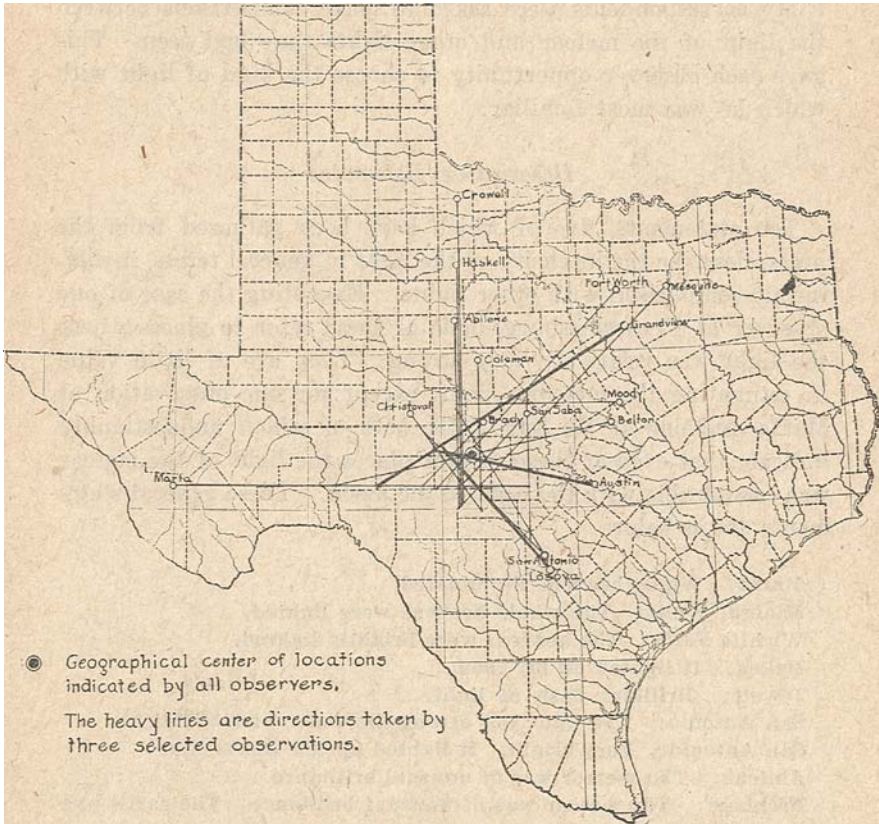 Crowell
Haskell
Fort Worth
Mesquite
Abilene
Grandview
Coleman
Christoval
San Saba
Moody
Brady
Belton
Marfa
Austin
San Antonio
Losoya
Geographical center of locations
indicated by all observers.
The heavy lines are directions taken by
three selected observations.